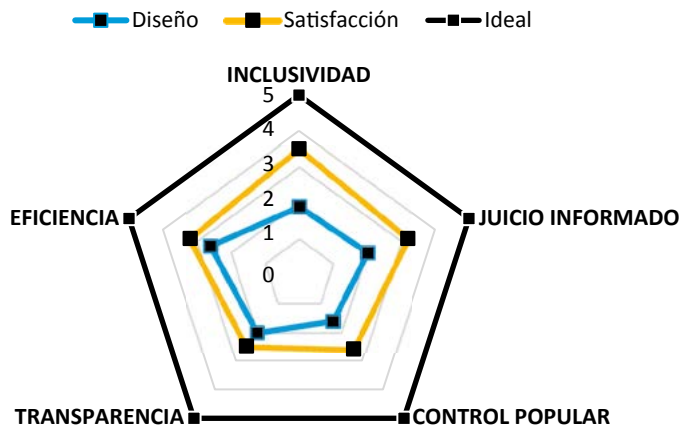 Diseño Satisfacción Ideal
INCLUSIVIDAD
5
4
3
2
1
0
EFICIENCIA
JUICIO INFORMADO
TRANSPARENCIA
CONTROL POPULAR